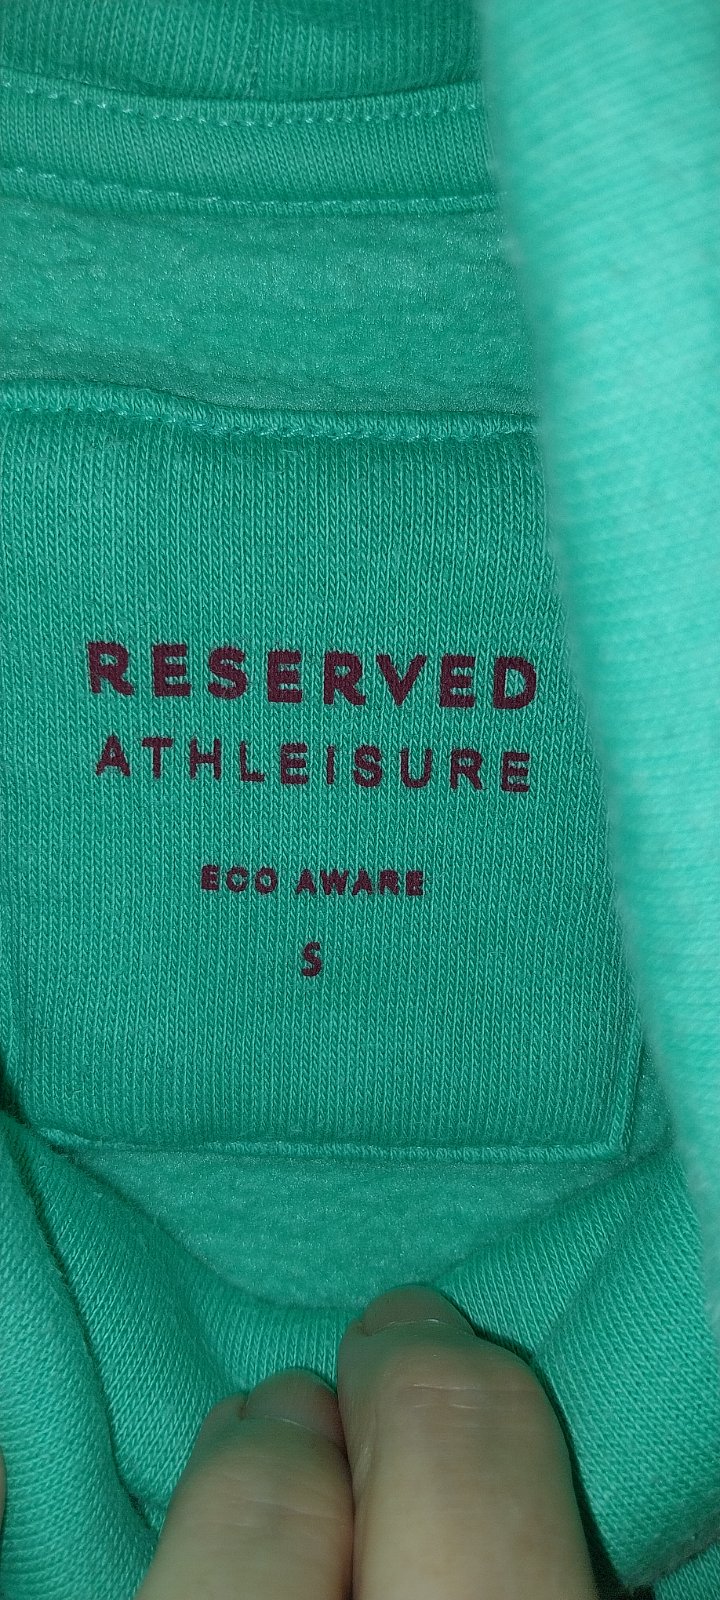 RESERVED
ATHLEISURE
ECO AWARE
S